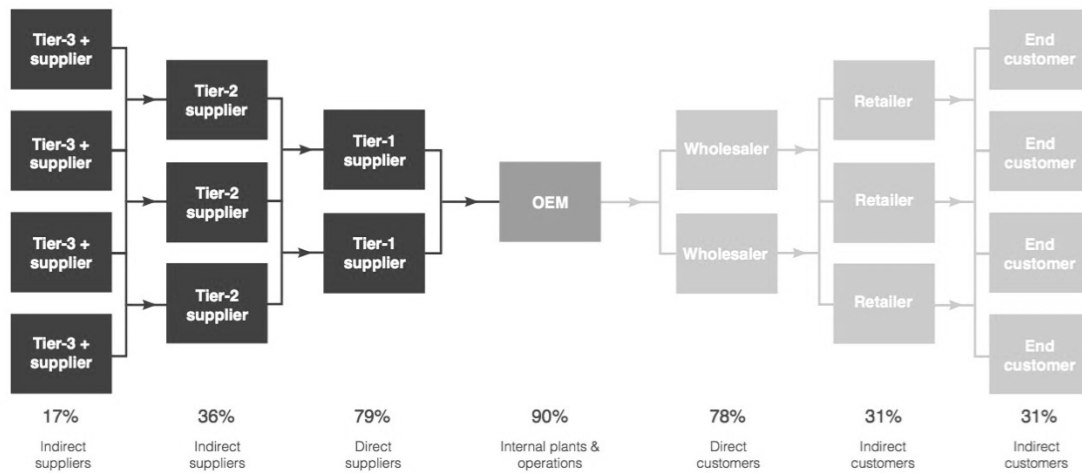 Tier-3 +
supplier
Tier-3 +
supplier
Tier-3 +
supplier
Tier-3 +
supplier
Tier-2
supplier
Tier-2
supplier
Tier-2
supplier
Tier-1
supplier
Tier-1
supplier
OEM
Wholesaler
Wholesaler
Retailer
Retailer
Retailer
End
customer
End
customer
End
customer
End
customer
17%
Indirect
suppliers
36%
Indirect
suppliers
79%
Direct
suppliers
90%
Internal plants &
operations
78%
Direct
customers
31%
Indirect
customers
31%
Indirect
customers